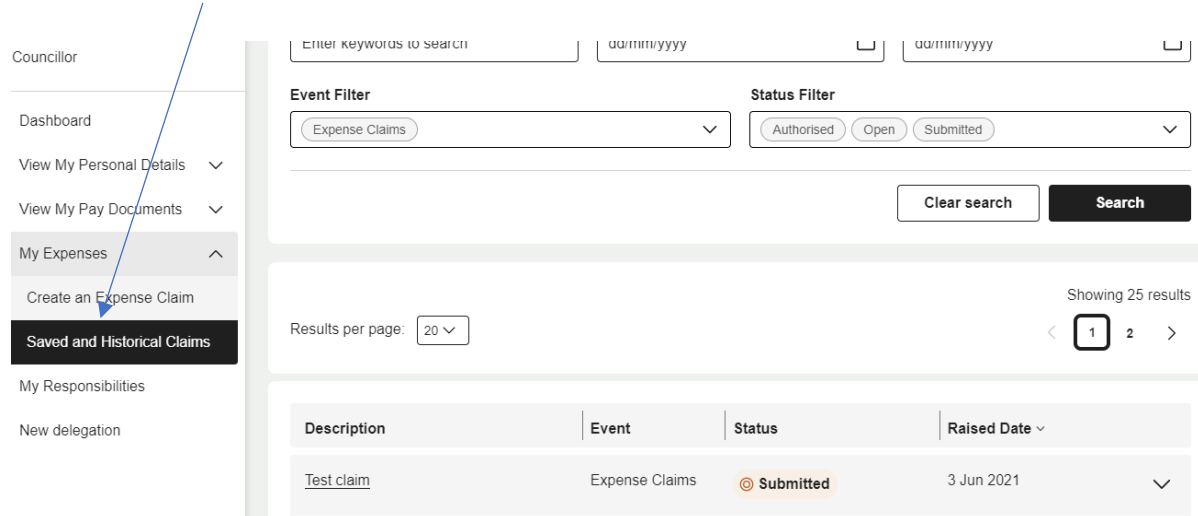 Councillor
Dashboard
View My Personal Details
View My Pay Documents
My Expenses
Create an Expense Claim
Saved and Historical Claims
My Responsibilities
New delegation
Enter keywords to search dd/mm/yyyy dd/mm/yyyy
Event Filter Status Filter
Expense Claims Authorised Open Submitted
Clear search Search
Showing 25 results
Results per page: 20 1 2
Description Event Status Raised Date
Test claim Expense Claims Submitted 3 Jun 2021